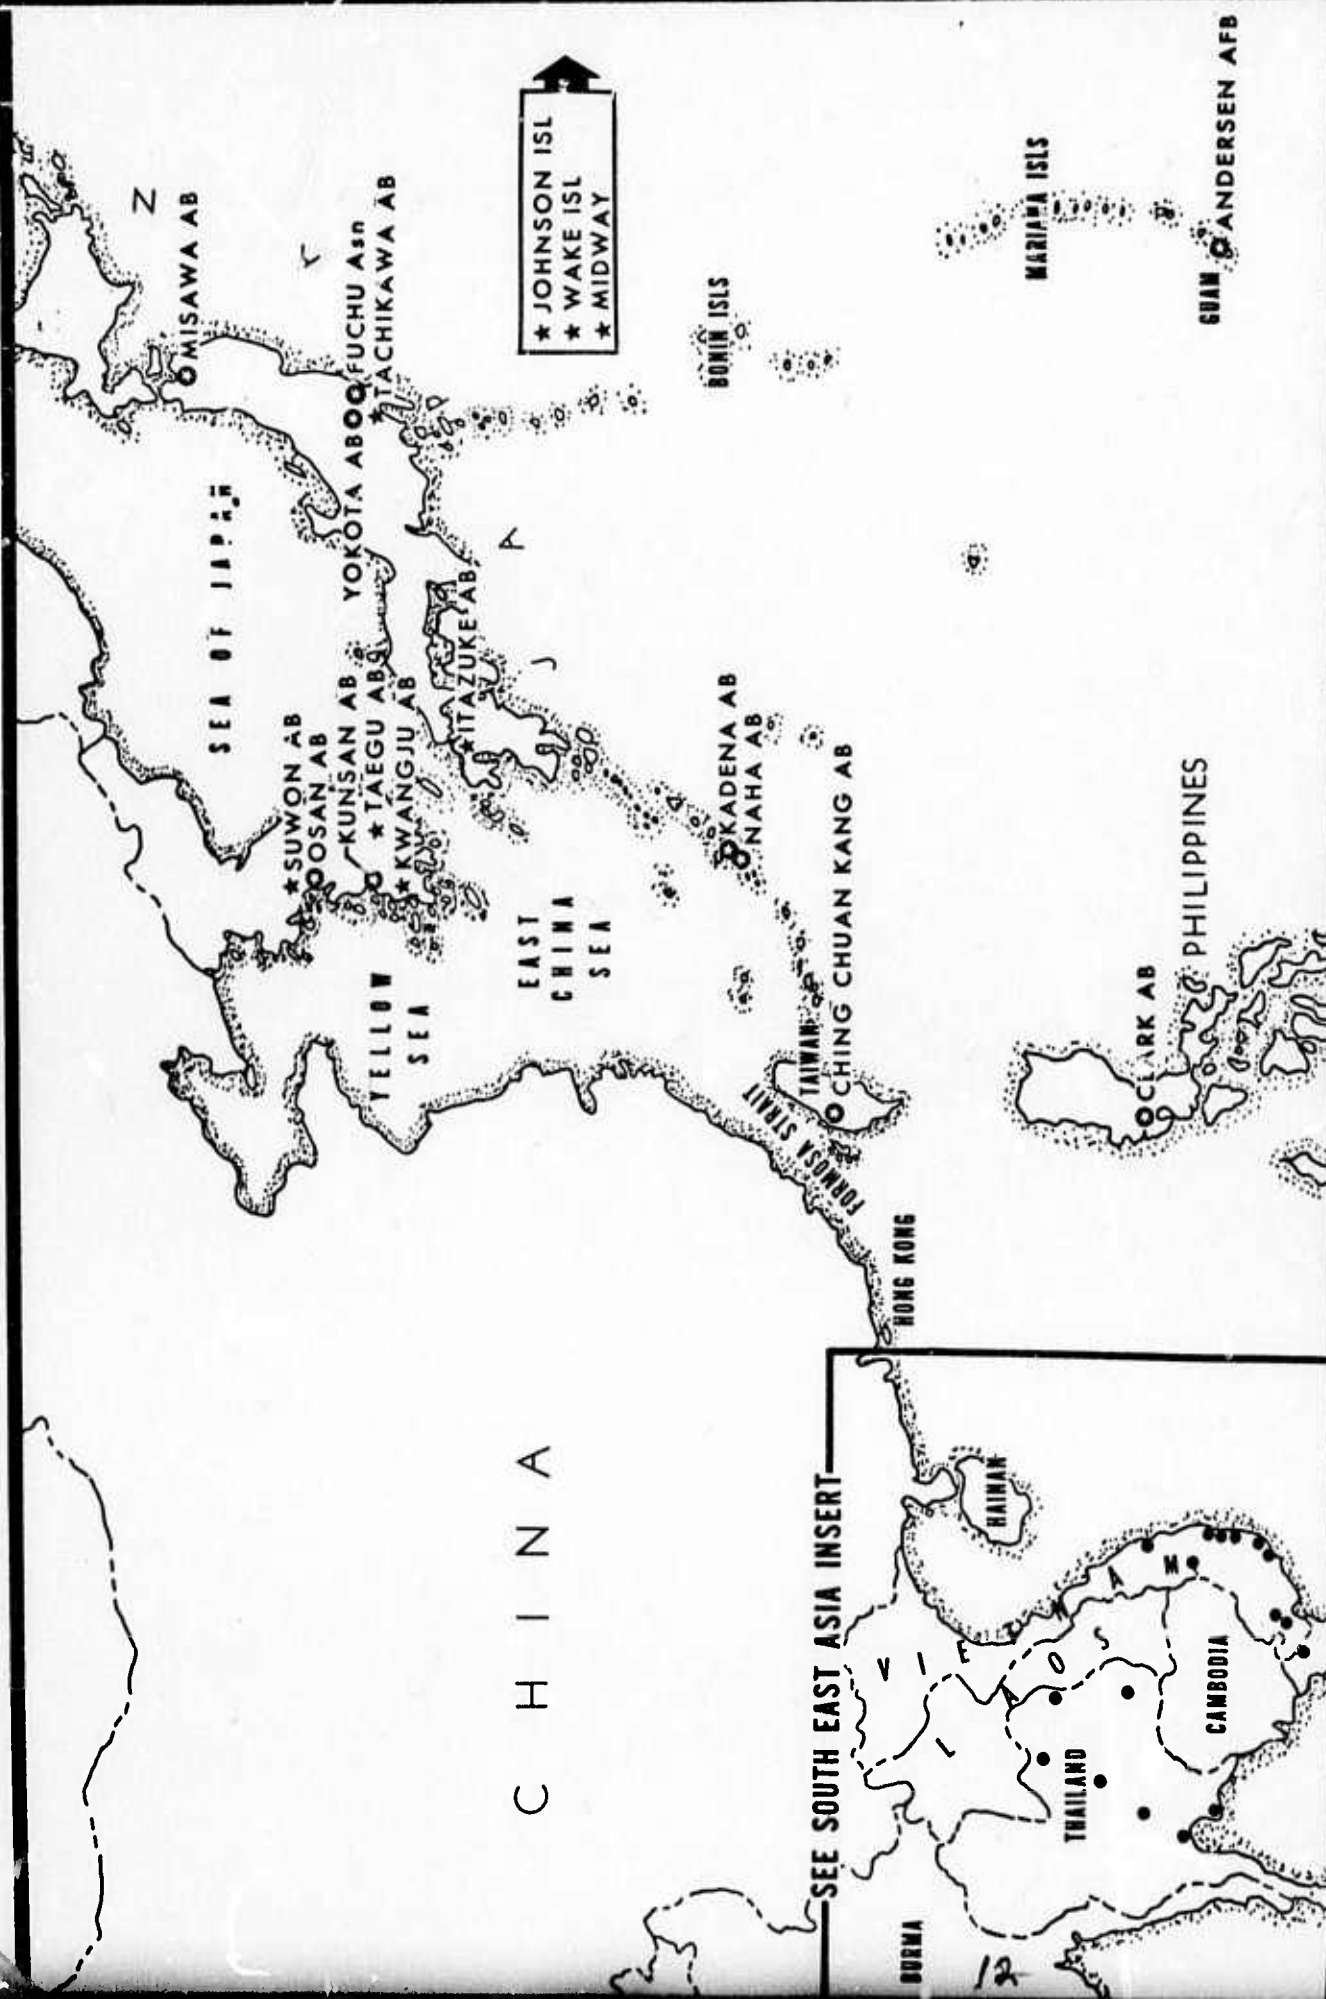 MISAWA AB
FUCHU Asn
YOKOTA AB
★ TACHIKAWA AB
SEA OF JAPAN
★ SUWON AB
OSAN AB
KUNSAN AB
★ TAEGU AB
★ KWANGJU AB
★ ITAZUKE AB
J A P A N
★ JOHNSON ISL
★ WAKE ISL
★ MIDWAY
YELLOW
SEA
EAST
CHINA
SEA
CHINA
BONIN ISLS
KADENA AB
NAHA AB
TAIWAN
CHING CHUAN KANG AB
FORMOSA STRAIT
HONG KONG
MARIANA ISLS
GUAM
ANDERSEN AFB
PHILIPPINES
CLARK AB
SEE SOUTH EAST ASIA INSERT
HAINAN
VIETNAM
LAOS
THAILAND
CAMBODIA
BURMA
12